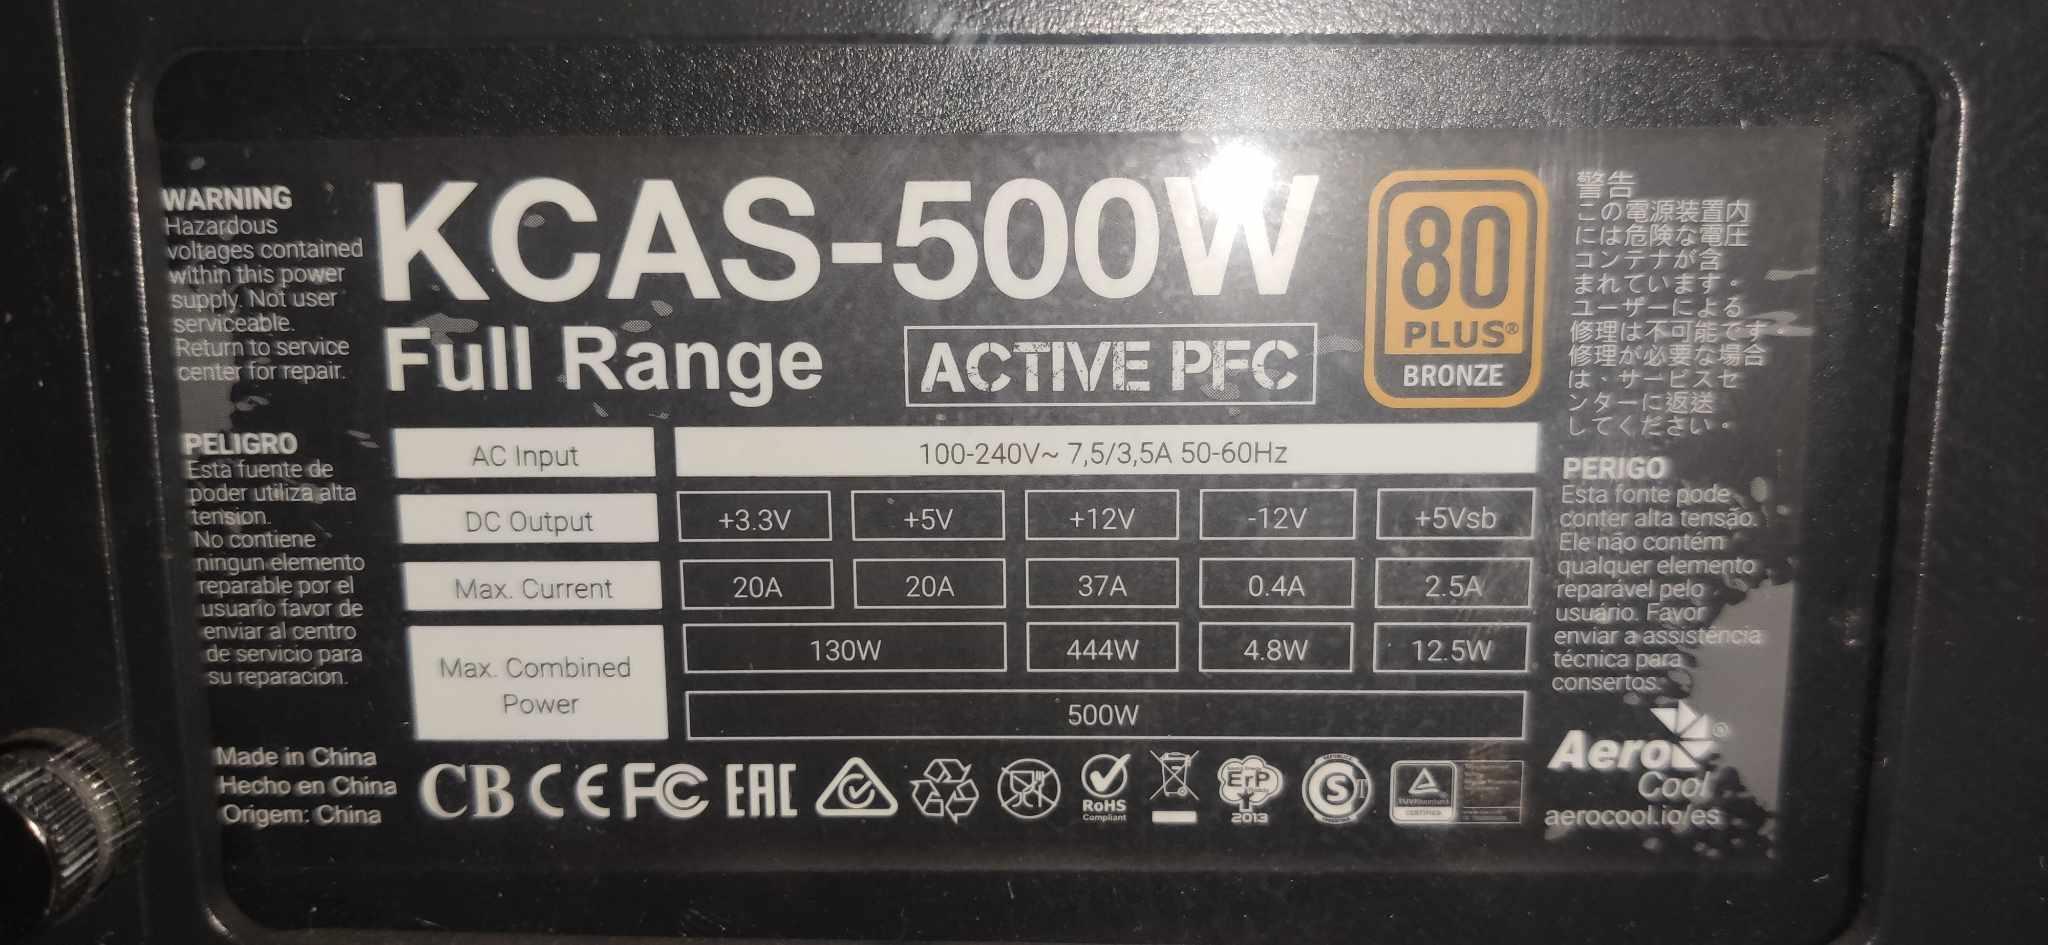 WARNING
Hazardous
voltages contained
within this power
supply. Not user
serviceable.
Return to service
center for repair.
PELIGRO
Esta fuente de
poder utiliza alta
tension.
No contiene
ningun elemento
reparable por el
usuario favor de
enviar al centro
de servicio para
su reparacion.
Made in China
Hecho en China
Origem: China
KCAS-500W
Full Range
ACTIVE PFC
80
PLUS®
BRONZE
AC Input 100-240V~ 7,5/3,5A 50-60Hz
DC Output +3.3V +5V +12V -12V +5Vsb
Max. Current 20A 20A 37A 0.4A 2.5A
Max. Combined
Power
130W 444W 4.8W 12.5W
500W
CB CE FC EAC
RoHS
Compliant
ErP
2013
S
警告
この電源装置内
には危険な電圧
コンテナが含
まれています・
ユーザーによる
修理は不可能です・
修理が必要な場合
は、サービスセ
ンターに返送
してください・
PERIGO
Esta fonte pode
conter alta tensão.
Ele não contém
qualquer elemento
reparável pelo
usuário. Favor
enviar a assistência
técnica para
consertos.
Aero
Cool
®
aerocool.io/es